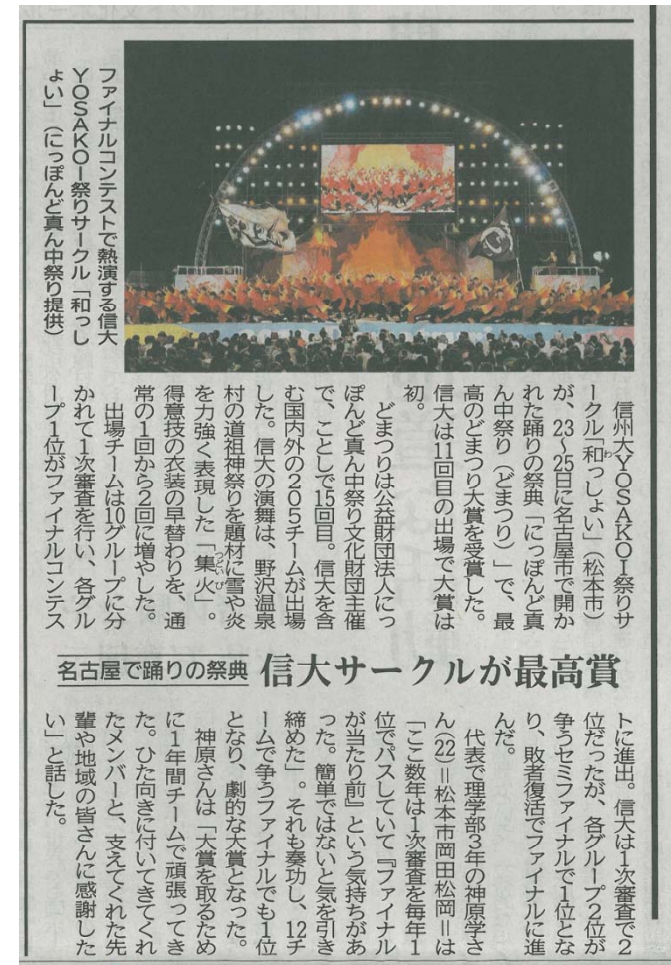 ファイナルコンテストで熱演する信大
YOSAKOI祭りサークル「和っし
ょい」（にっぽんど真ん中祭り提供）
名古屋で踊りの祭典
信大サークルが最高賞
信州大YOSAKOI祭りサ
ークル「和っしょい」（松本市）
わ
が、23〜25日に名古屋市で開か
れた踊りの祭典「にっぽんど真
ん中祭り（どまつり）」で、最
高のどまつり大賞を受賞した。
信大は11回目の出場で大賞は
初。
どまつりは公益財団法人にっ
ぽんど真ん中祭り文化財団主催
で、ことしで15回目。信大を含
む国内外の205チームが出場
した。信大の演舞は、野沢温泉
村の道祖神祭りを題材に雪や炎
を力強く表現した「集火」。
つどいび
得意技の衣装の早替わりを、通
常の1回から2回に増やした。
出場チームは10グループに分
かれて1次審査を行い、各グル
ープ1位がファイナルコンテス
トに進出。信大は1次審査で2
位だったが、各グループ2位が
争うセミファイナルで1位とな
り、敗者復活でファイナルに進
んだ。
代表で理学部3年の神原学さ
ん（22）＝松本市岡田松岡＝は
「ここ数年は1次審査を毎年1
位でパスしていて『ファイナル
が当たり前』という気持ちがあ
った。簡単ではないと気を引き
締めた」。それも奏功し、12チ
ームで争うファイナルでも1位
となり、劇的な大賞となった。
神原さんは「大賞を取るため
に1年間チームで頑張ってき
た。ひた向きに付いてきてくれ
たメンバーと、支えてくれた先
輩や地域の皆さんに感謝した
い」と話した。